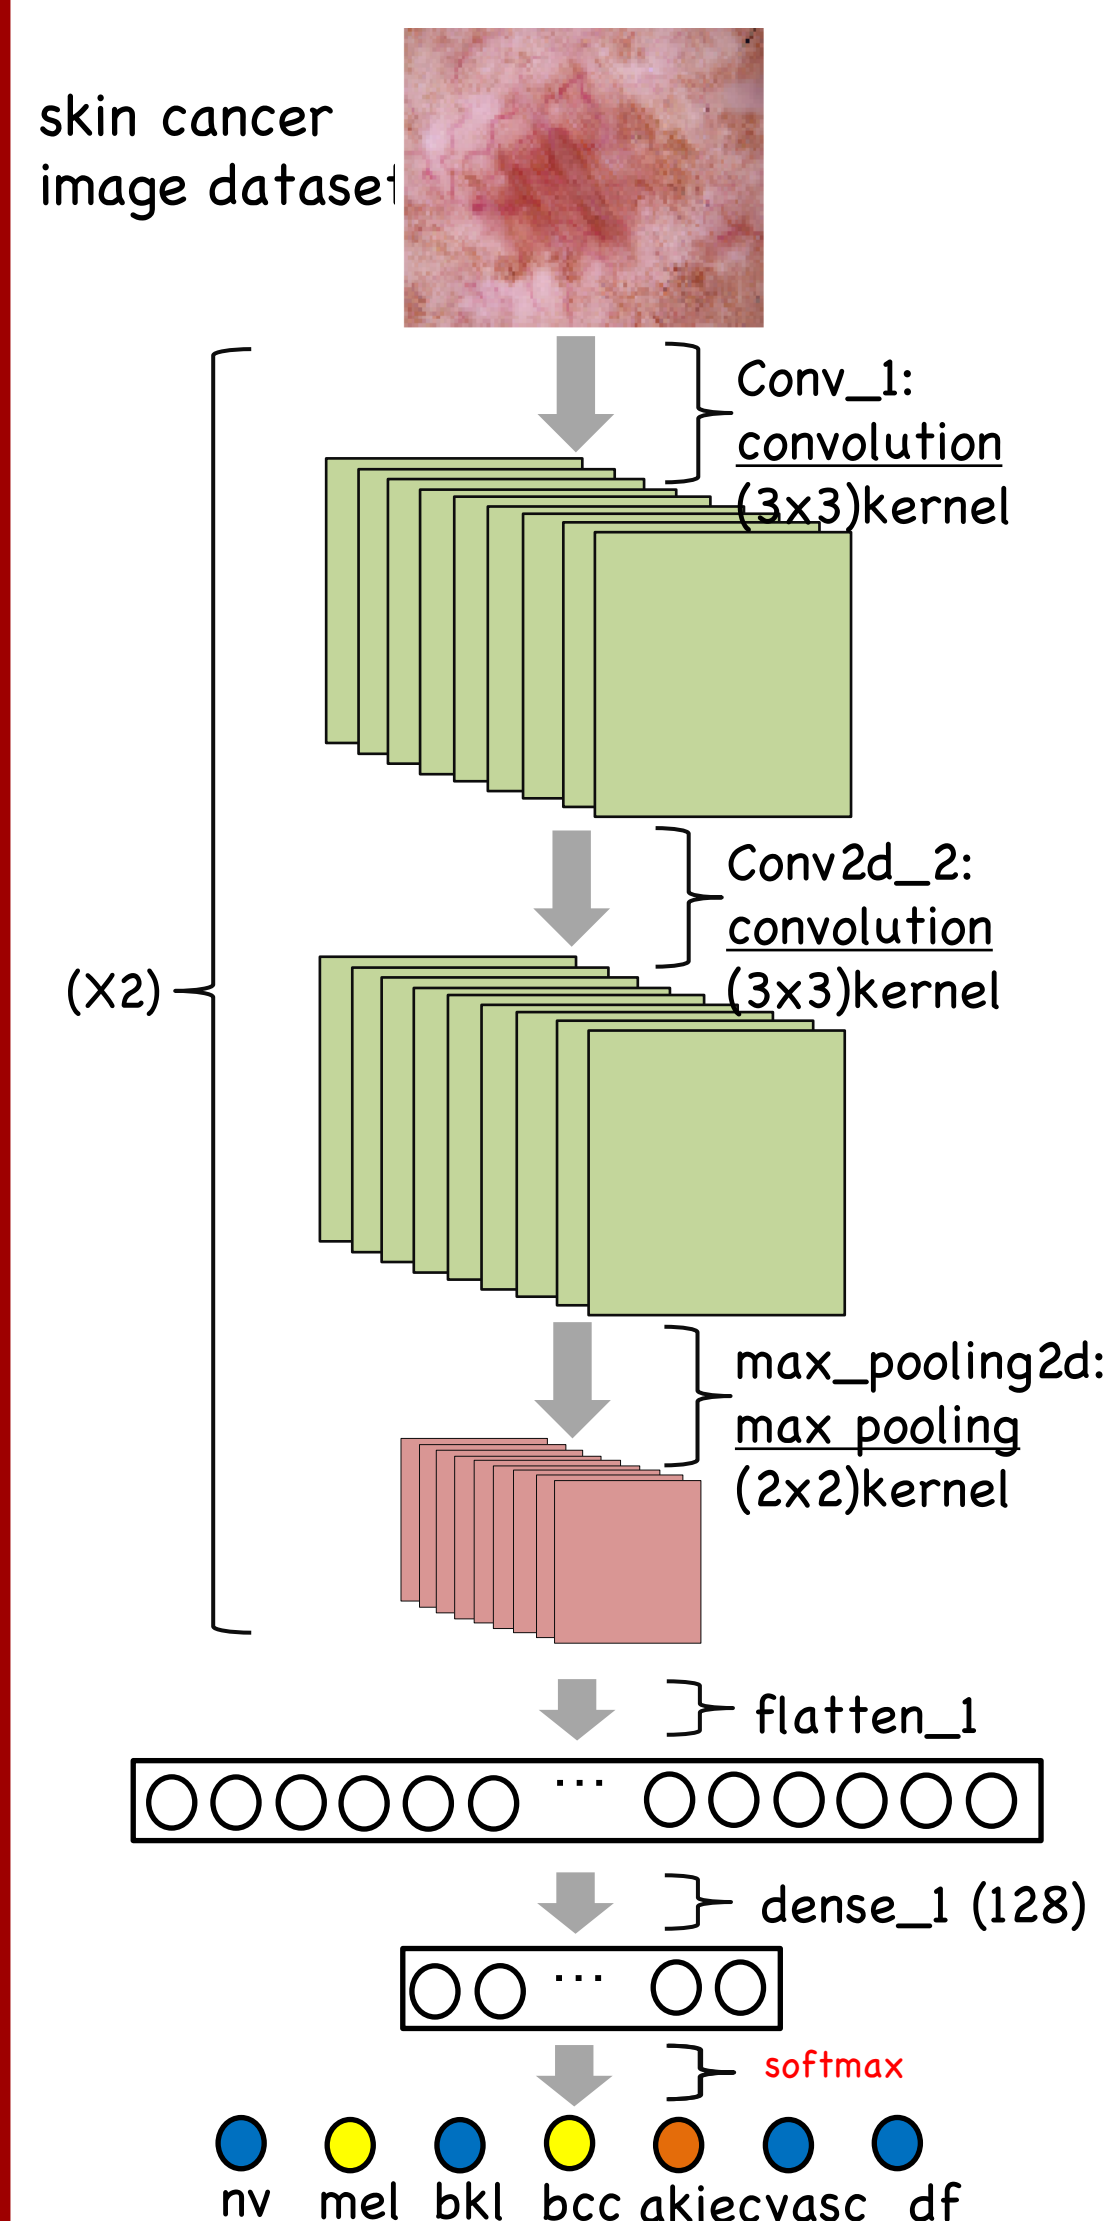 skin cancer
image dataset
Conv_1:
convolution
(3x3)kernel
Conv2d_2:
convolution
(X2)
(3x3)kernel
max_pooling2d:
max pooling
(2x2)kernel
flatten_1
...
dense_1 (128)
...
softmax
nv mel bkl bcc akiec vasc df